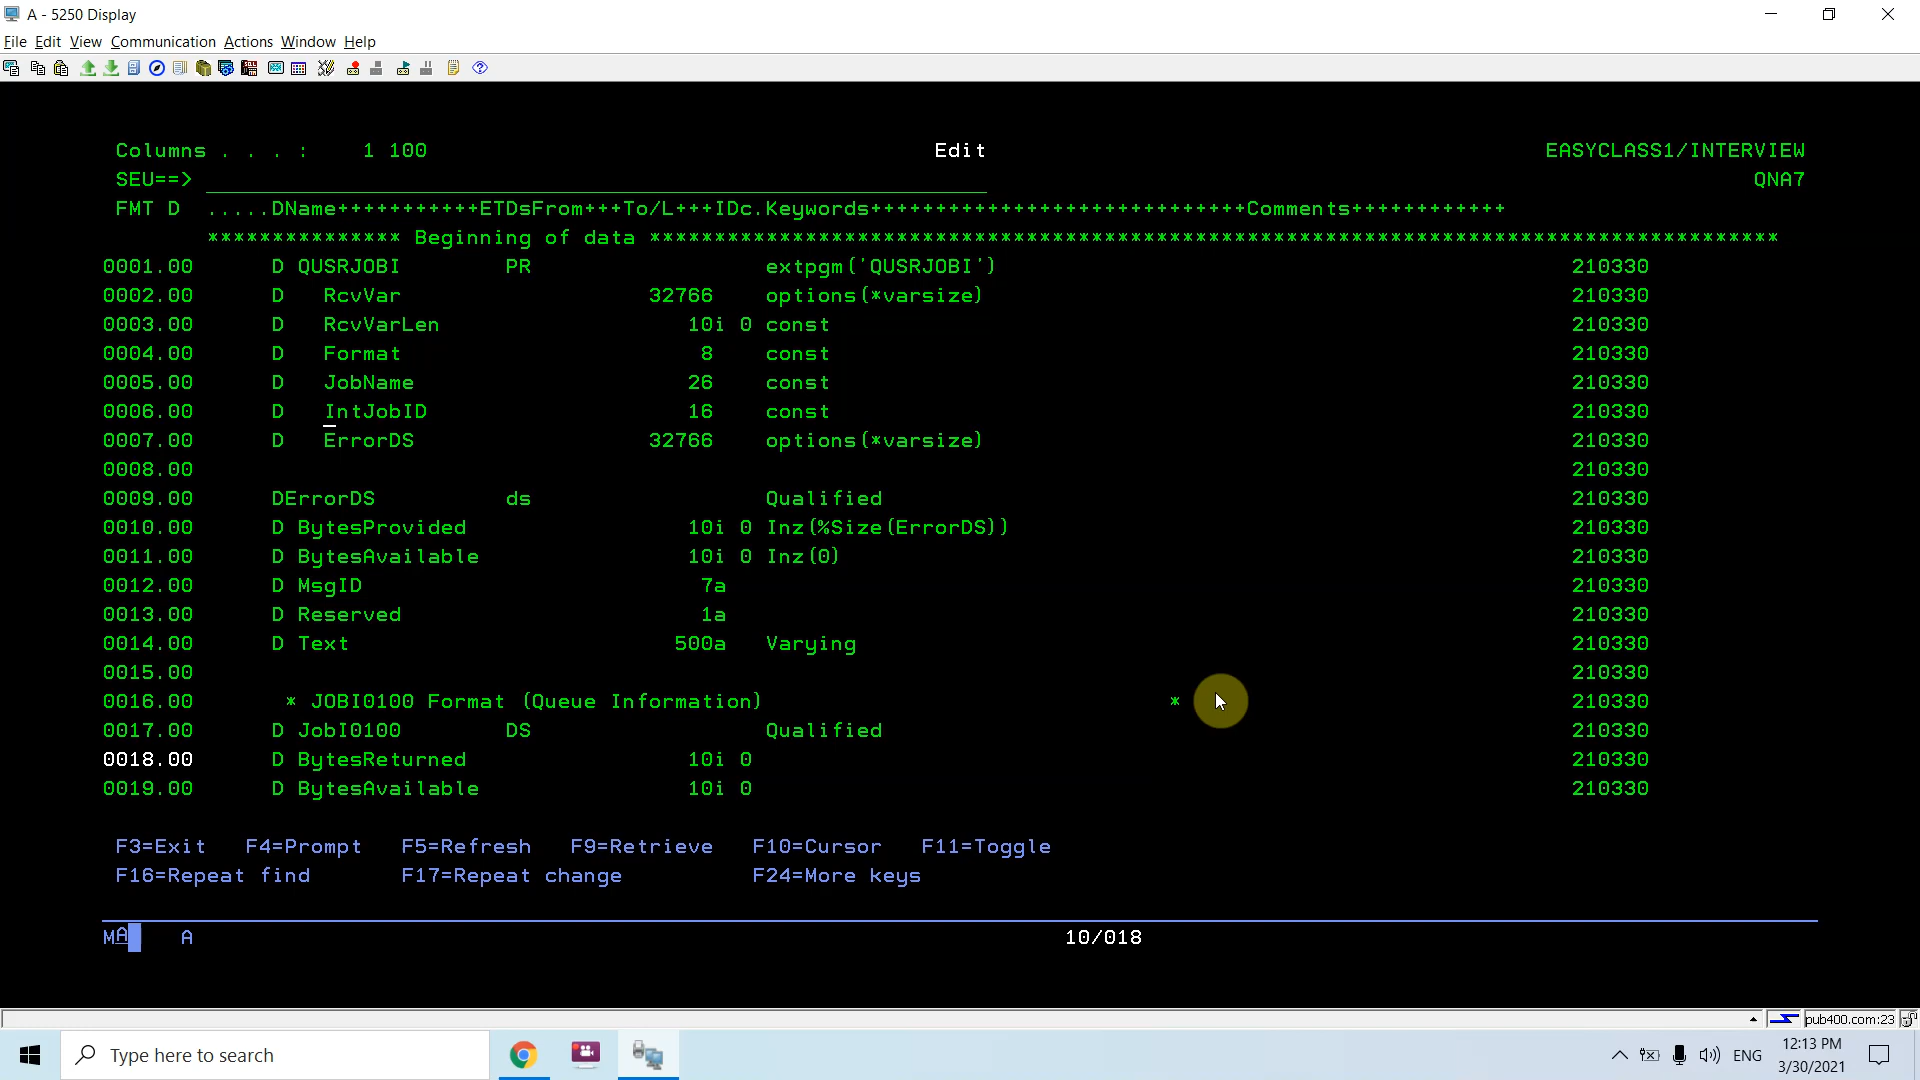 A - 5250 Display
File Edit View Communication Actions Window Help
Columns . . . : 1 100 Edit EASYCLASS1/INTERVIEW
SEU==> QNA7
FMT D .....DName+++++++++++ETDsFrom+++To/L+++IDc.Keywords+++++++++++++++++++++++++++++Comments++++++++++++
*************** Beginning of data ***************************************************************************************
0001.00 D QUSRJOBI PR extpgm('QUSRJOBI') 210330
0002.00 D RcvVar 32766 options(*varsize) 210330
0003.00 D RcvVarLen 10i 0 const 210330
0004.00 D Format 8 const 210330
0005.00 D JobName 26 const 210330
0006.00 D IntJobID 16 const 210330
0007.00 D ErrorDS 32766 options(*varsize) 210330
0008.00 210330
0009.00 DErrorDS ds Qualified 210330
0010.00 D BytesProvided 10i 0 Inz(%Size(ErrorDS)) 210330
0011.00 D BytesAvailable 10i 0 Inz(0) 210330
0012.00 D MsgID 7a 210330
0013.00 D Reserved 1a 210330
0014.00 D Text 500a Varying 210330
0015.00 210330
0016.00 * JOBI0100 Format (Queue Information) * 210330
0017.00 D JobI0100 DS Qualified 210330
0018.00 D BytesReturned 10i 0 210330
0019.00 D BytesAvailable 10i 0 210330
F3=Exit F4=Prompt F5=Refresh F9=Retrieve F10=Cursor F11=Toggle
F16=Repeat find F17=Repeat change F24=More keys
MA A 10/018
pub400.com:23
Type here to search
ENG
12:13 PM
3/30/2021